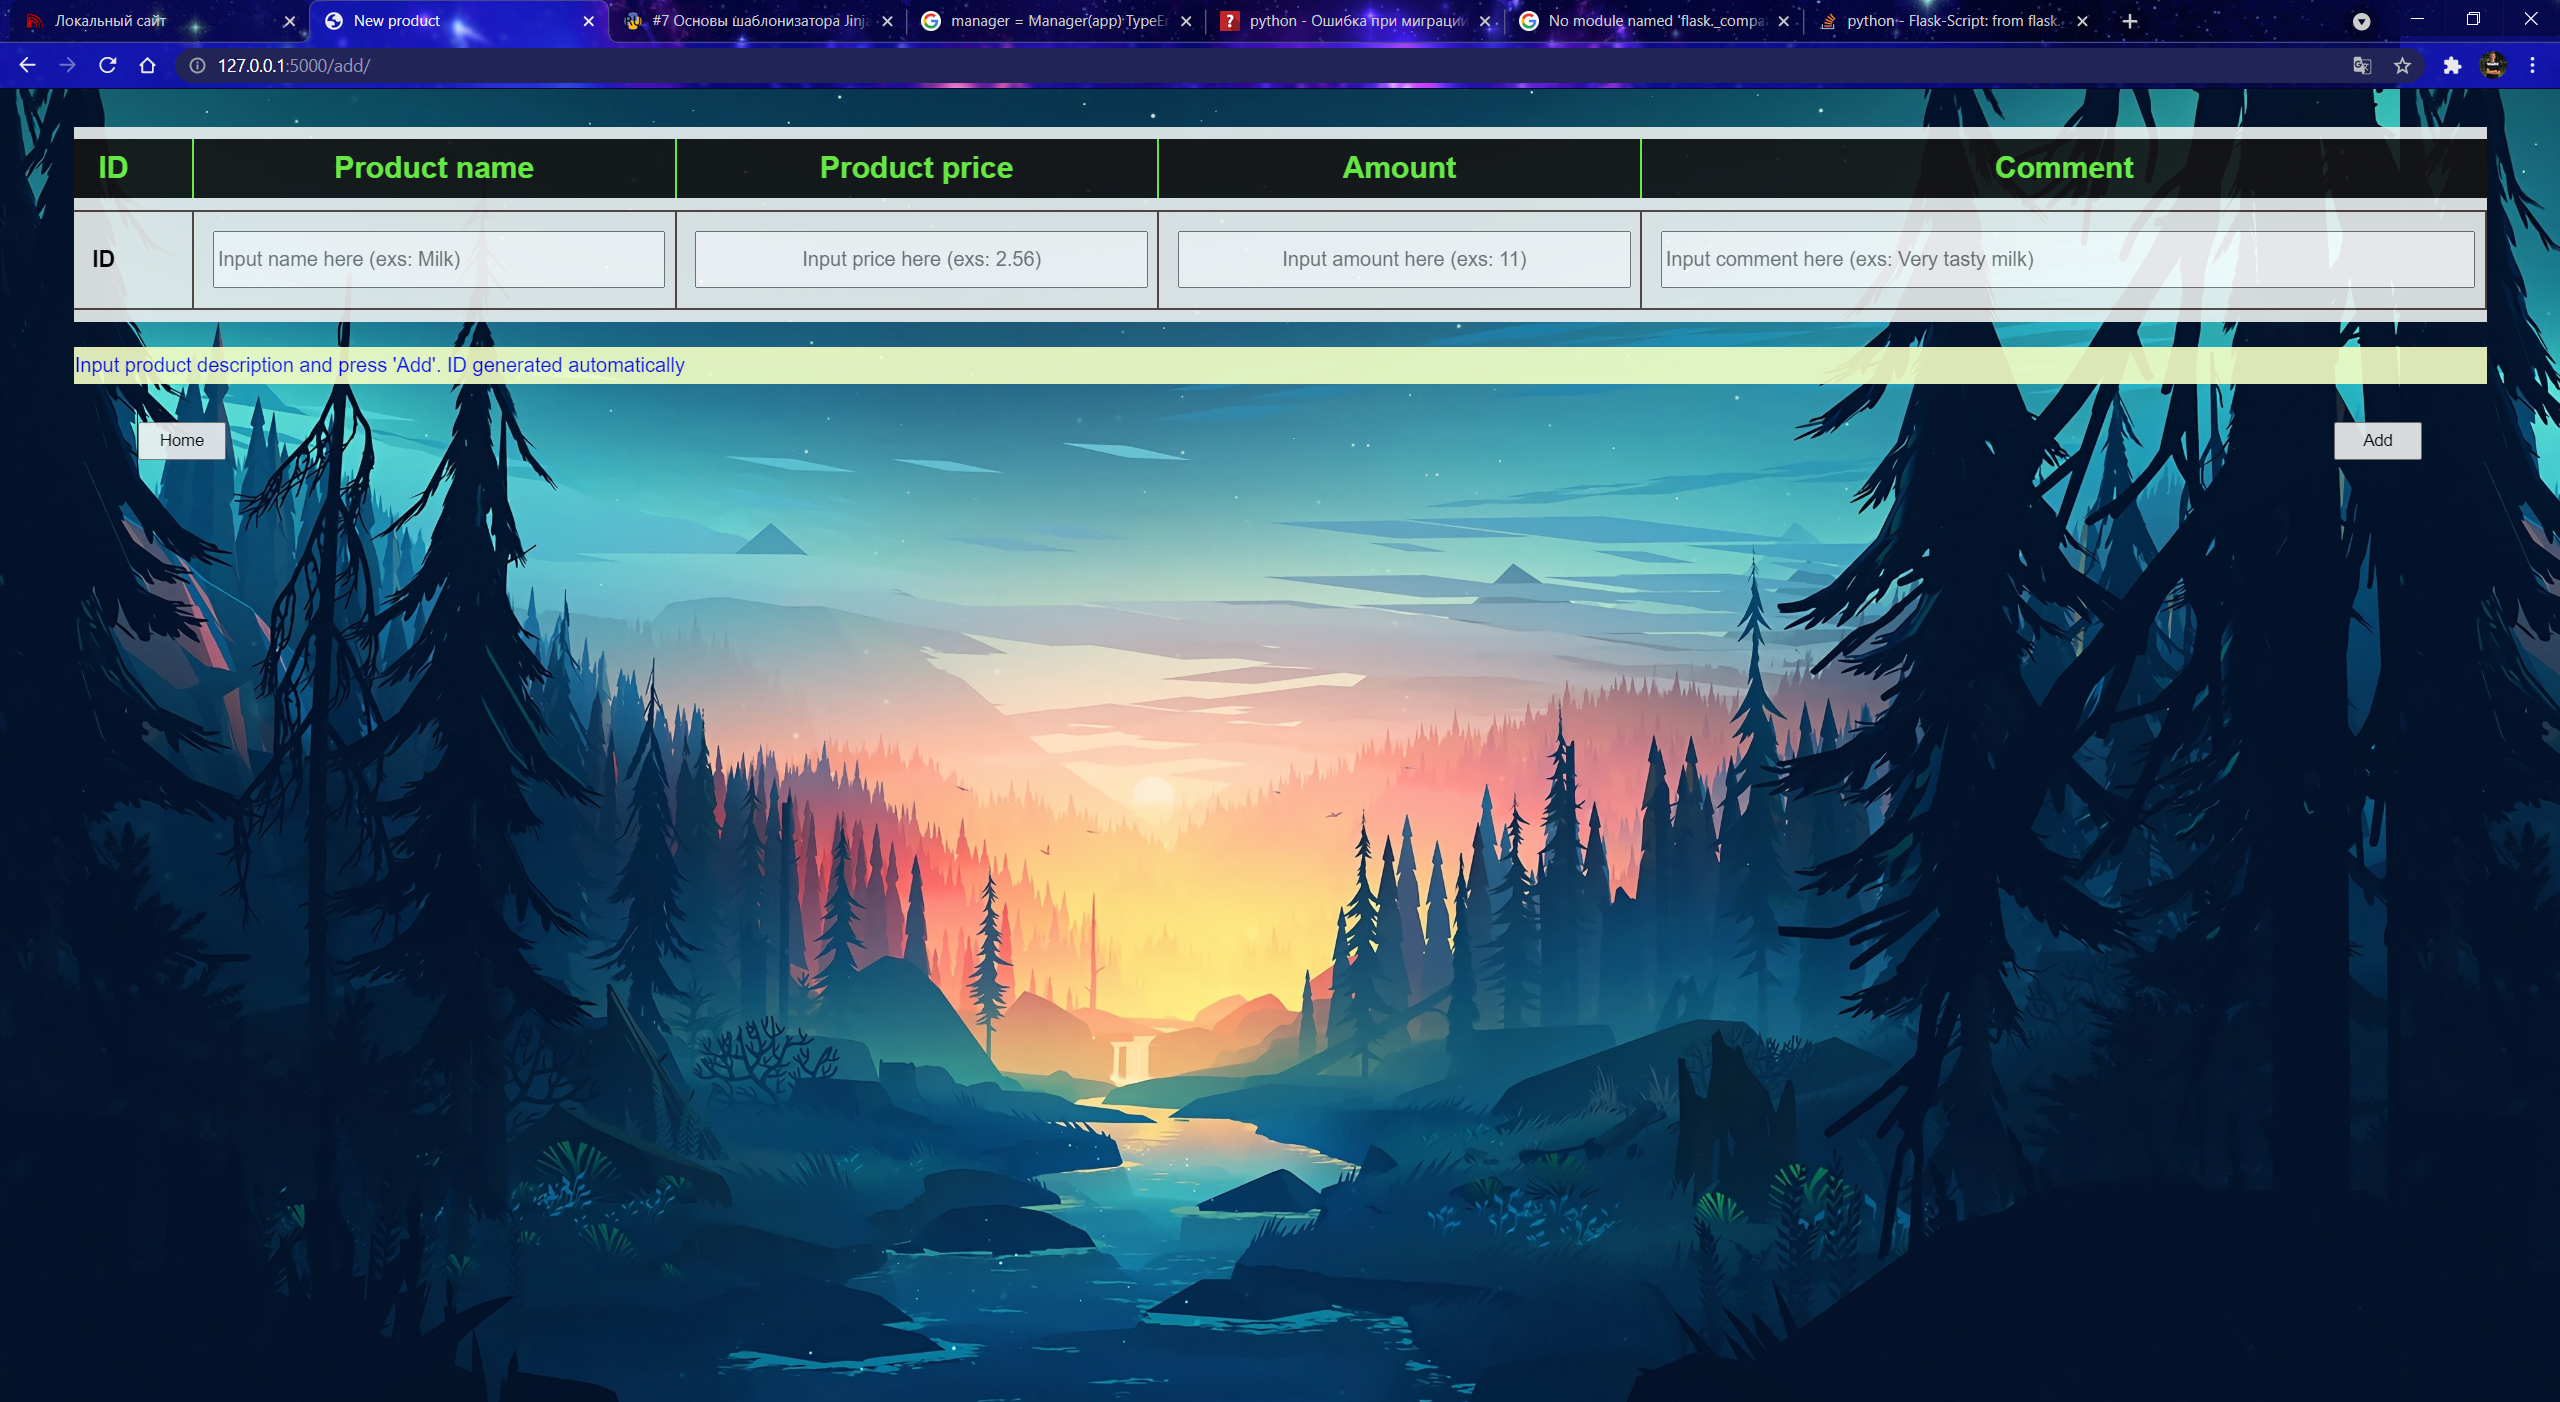 Локальный сайт
New product
#7 Основы шаблонизатора Jinja
manager = Manager(app) TypeEr
python - Ошибка при миграции
No module named 'flask._compa
python - Flask-Script: from flask.
127.0.0.1:5000/add/
ID Product name Product price Amount Comment
ID Input name here (exs: Milk) Input price here (exs: 2.56) Input amount here (exs: 11) Input comment here (exs: Very tasty milk)
Input product description and press 'Add'. ID generated automatically
Home Add